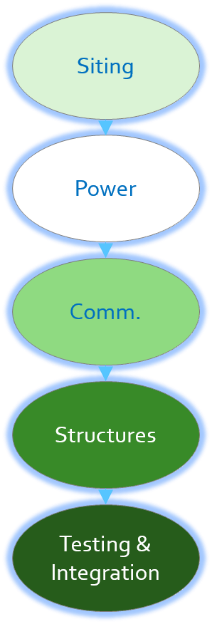 Siting
Power
Comm.
Structures
Testing &
Integration